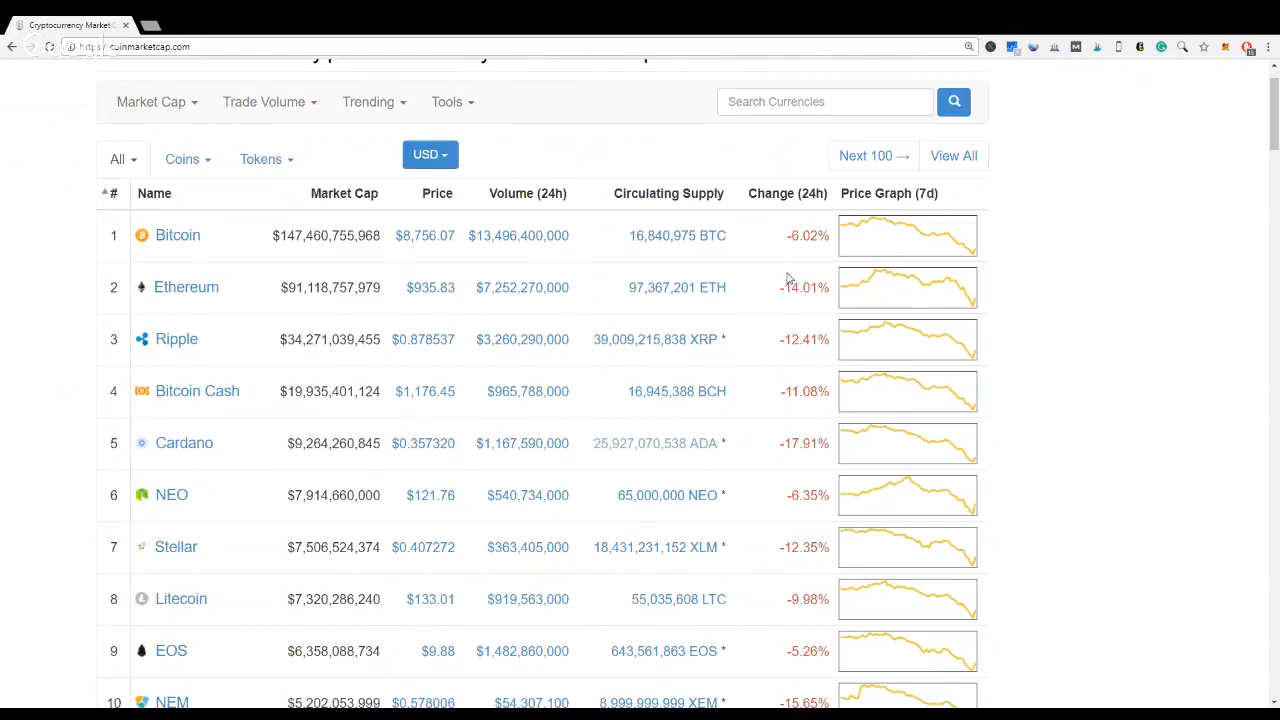 Cryptocurrency Market C
https://coinmarketcap.com
Market Cap Trade Volume Trending Tools Search Currencies
All Coins Tokens USD Next 100 → View All
# Name Market Cap Price Volume (24h) Circulating Supply Change (24h) Price Graph (7d)
1 Bitcoin $147,460,755,968 $8,756.07 $13,496,400,000 16,840,975 BTC -6.02%
2 Ethereum $91,118,757,979 $935.83 $7,252,270,000 97,367,201 ETH -14.01%
3 Ripple $34,271,039,455 $0.878537 $3,260,290,000 39,009,215,838 XRP * -12.41%
4 Bitcoin Cash $19,935,401,124 $1,176.45 $965,788,000 16,945,388 BCH -11.08%
5 Cardano $9,264,260,845 $0.357320 $1,167,590,000 25,927,070,538 ADA * -17.91%
6 NEO $7,914,660,000 $121.76 $540,734,000 65,000,000 NEO * -6.35%
7 Stellar $7,506,524,374 $0.407272 $363,405,000 18,431,231,152 XLM * -12.35%
8 Litecoin $7,320,286,240 $133.01 $919,563,000 55,035,608 LTC -9.98%
9 EOS $6,358,088,734 $9.88 $1,482,860,000 643,561,863 EOS * -5.26%
10 NEM $5,202,053,999 $0.578006 $54,307,100 8,999,999,999 XEM * -15.65%